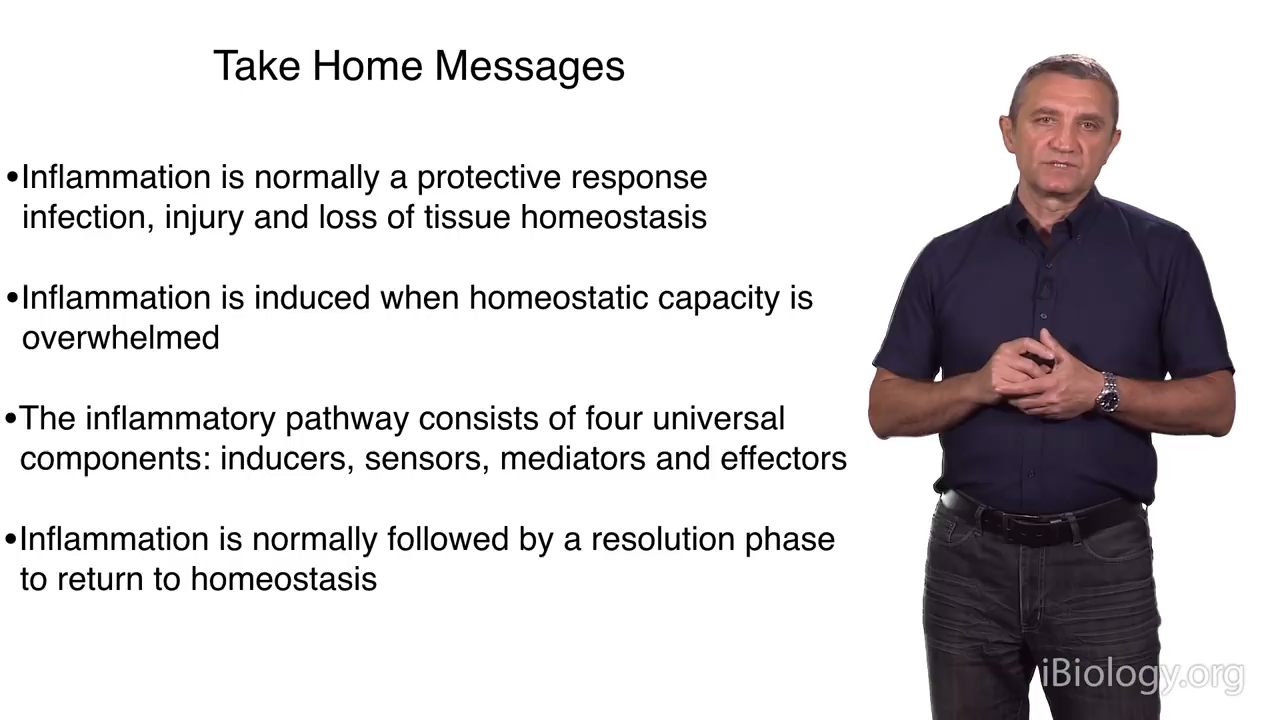 Take Home Messages
•Inflammation is normally a protective response
infection, injury and loss of tissue homeostasis
•Inflammation is induced when homeostatic capacity is
overwhelmed
•The inflammatory pathway consists of four universal
components: inducers, sensors, mediators and effectors
•Inflammation is normally followed by a resolution phase
to return to homeostasis
iBiology.org